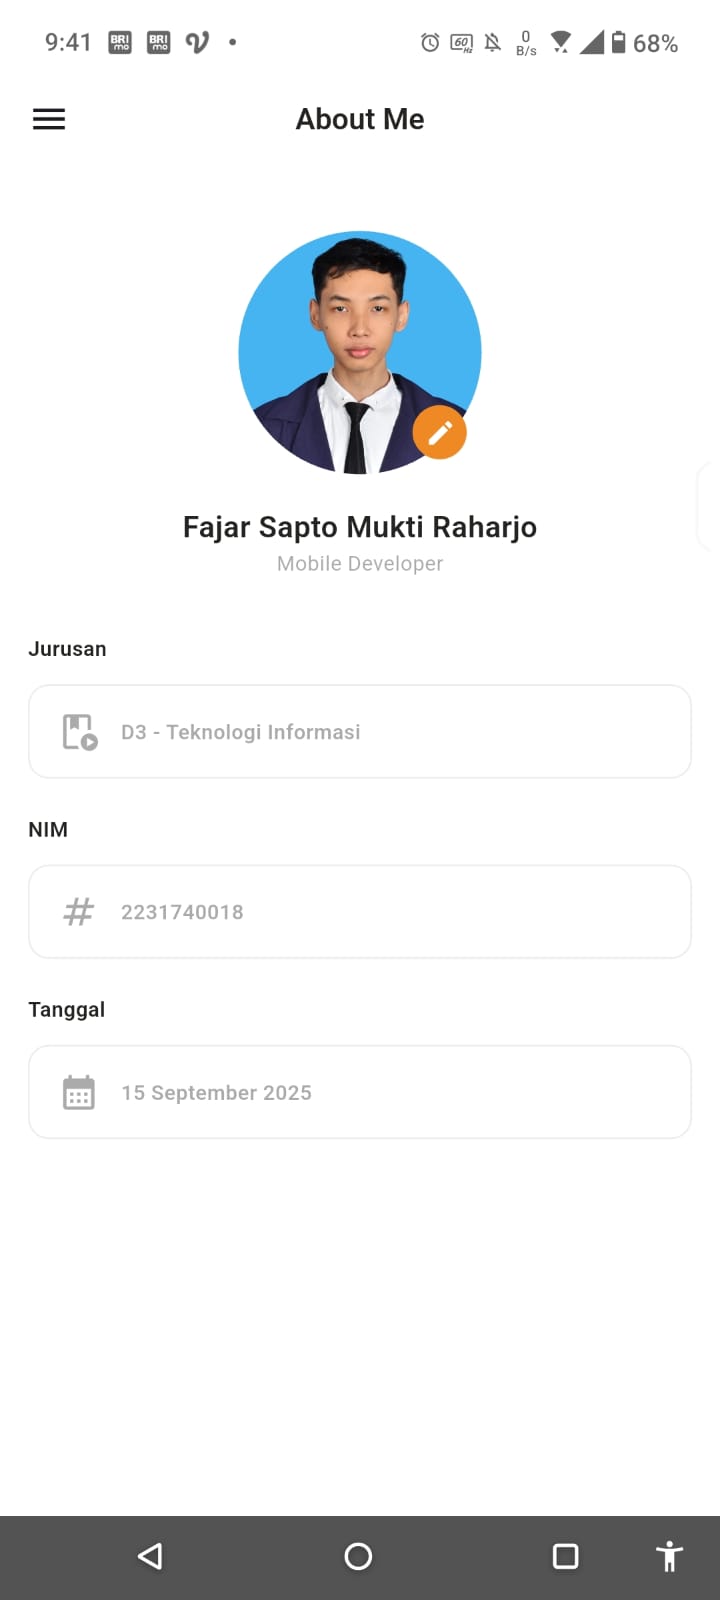 9:41 BRI mo BRI mo 60Hz 0 B/s 68%
About Me
Fajar Sapto Mukti Raharjo
Mobile Developer
Jurusan
D3 - Teknologi Informasi
NIM
# 2231740018
Tanggal
15 September 2025